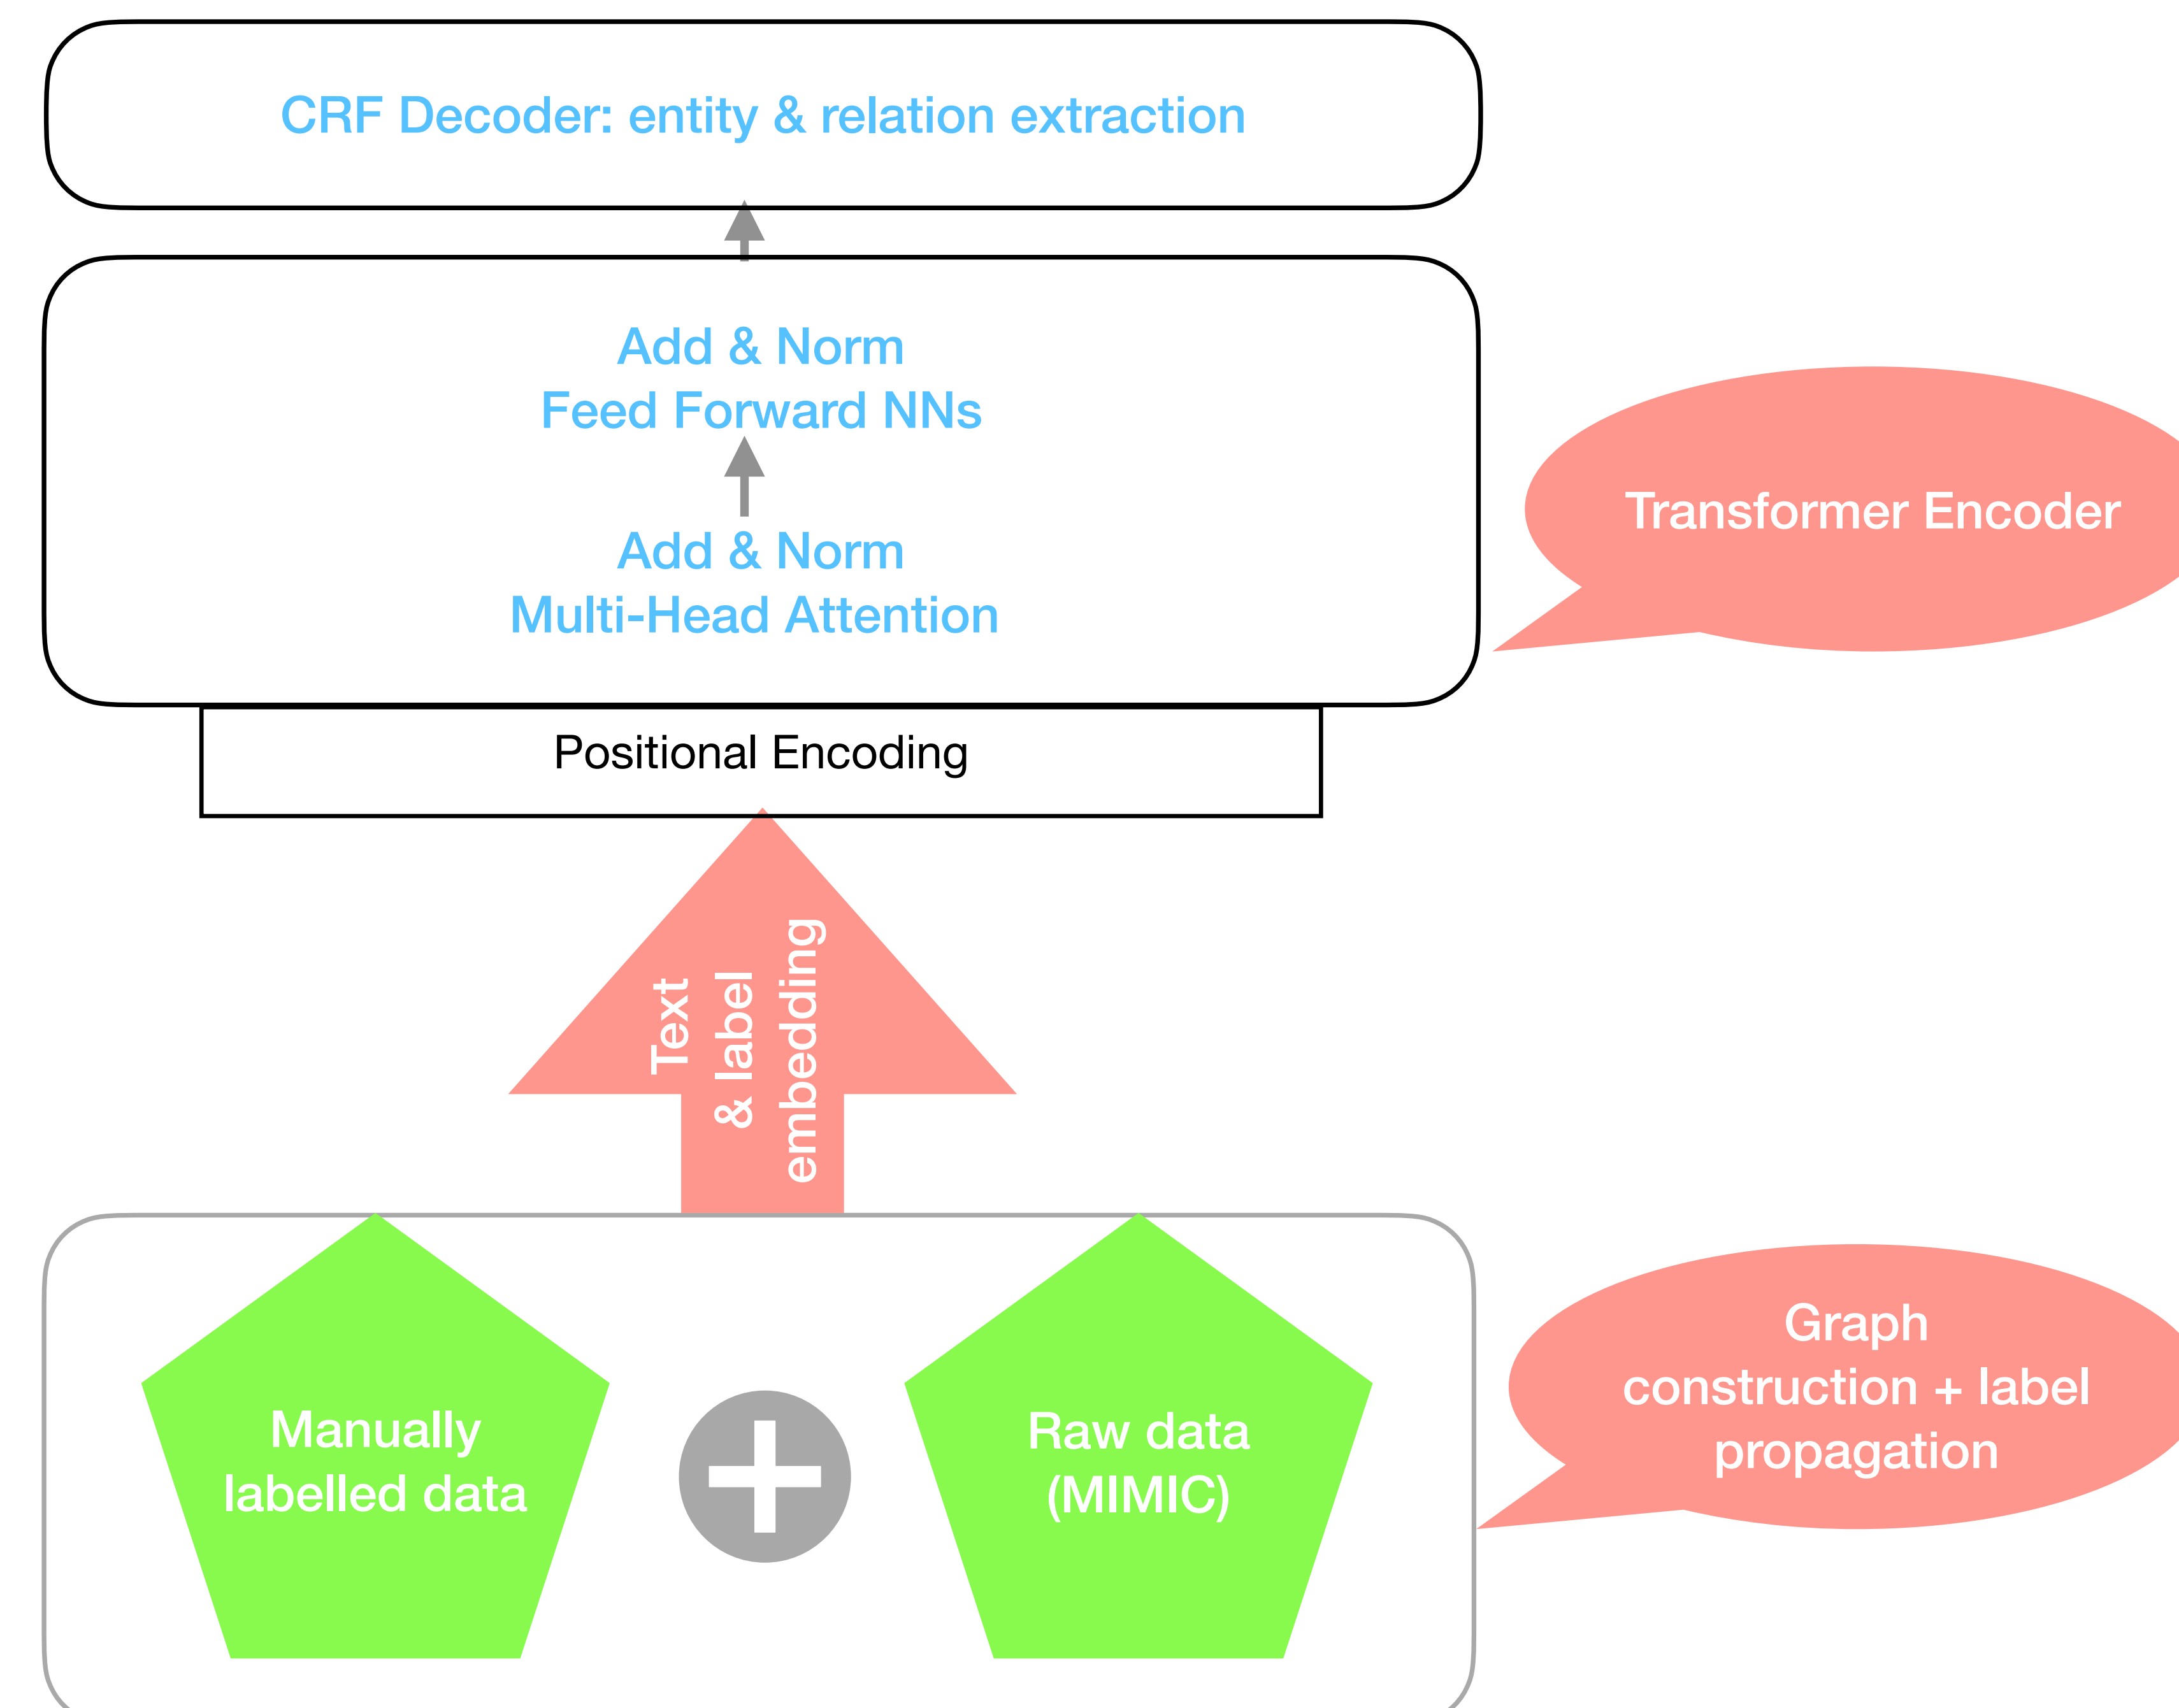 CRF Decoder: entity & relation extraction
Add & Norm
Feed Forward NNs
Add & Norm
Multi-Head Attention
Transformer Encoder
Positional Encoding
Text
& label
embedding
Manually
labelled data
Raw data
(MIMIC)
Graph
construction + label
propagation